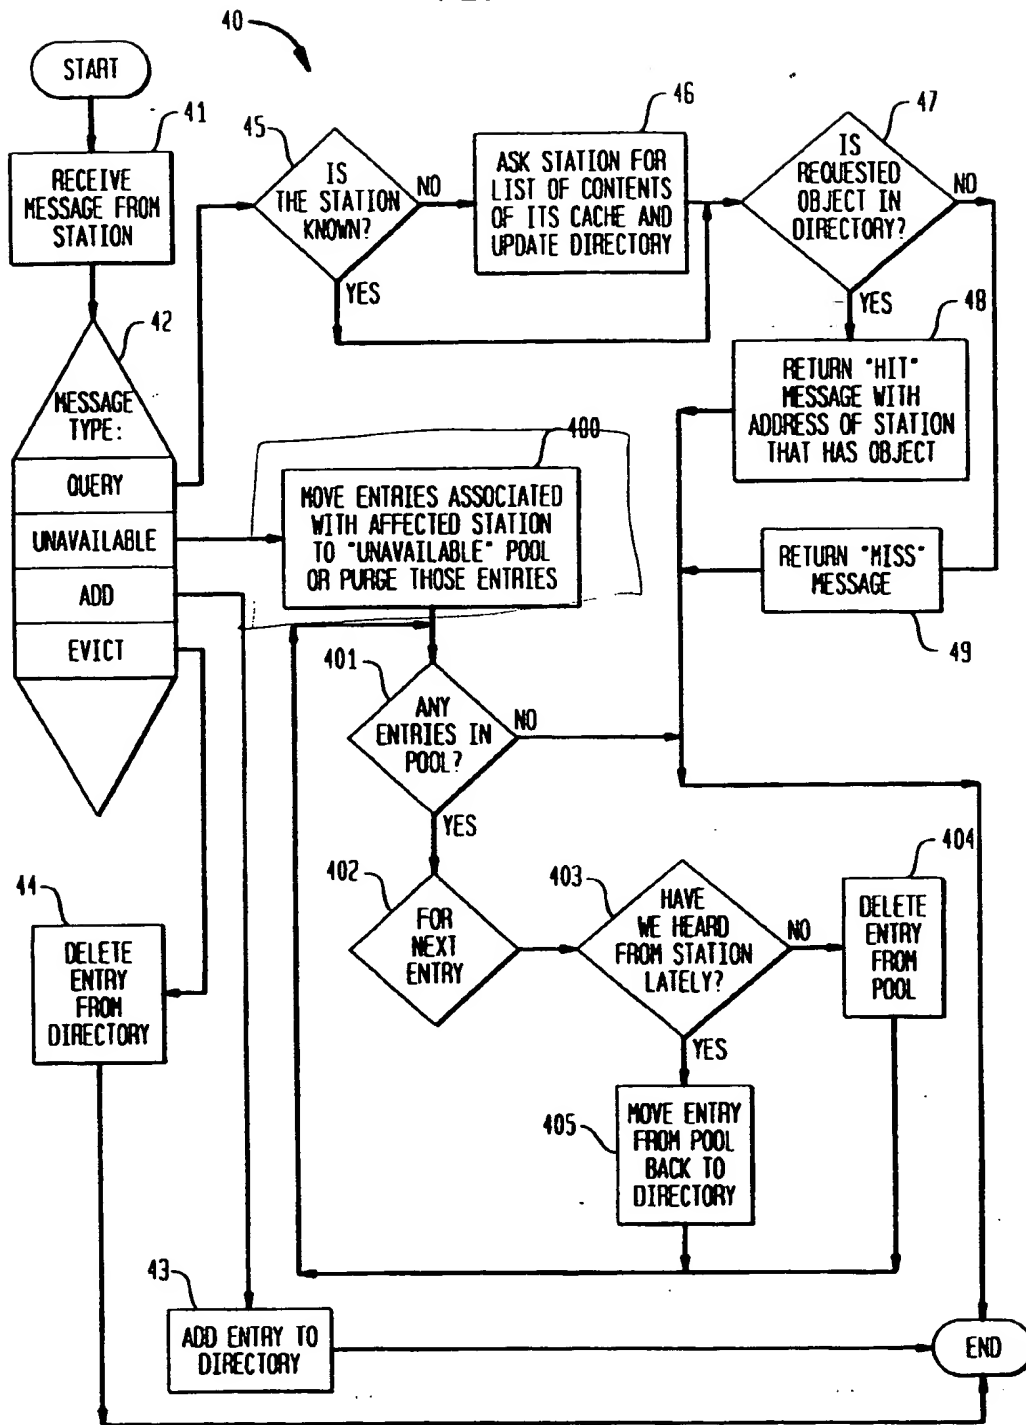 40
START
41
RECEIVE
MESSAGE FROM
STATION
42
MESSAGE
TYPE:
QUERY
UNAVAILABLE
ADD
EVICT
45
IS
THE STATION
KNOWN?
NO
YES
46
ASK STATION FOR
LIST OF CONTENTS
OF ITS CACHE AND
UPDATE DIRECTORY
47
IS
REQUESTED
OBJECT IN
DIRECTORY?
NO
YES
48
RETURN "HIT"
MESSAGE WITH
ADDRESS OF STATION
THAT HAS OBJECT
RETURN "MISS"
MESSAGE
49
400
MOVE ENTRIES ASSOCIATED
WITH AFFECTED STATION
TO "UNAVAILABLE" POOL
OR PURGE THOSE ENTRIES
401
ANY
ENTRIES IN
POOL?
NO
YES
402
FOR
NEXT
ENTRY
403
HAVE
WE HEARD
FROM STATION
LATELY?
NO
YES
404
DELETE
ENTRY
FROM
POOL
405
MOVE ENTRY
FROM POOL
BACK TO
DIRECTORY
44
DELETE
ENTRY
FROM
DIRECTORY
43
ADD ENTRY TO
DIRECTORY
END